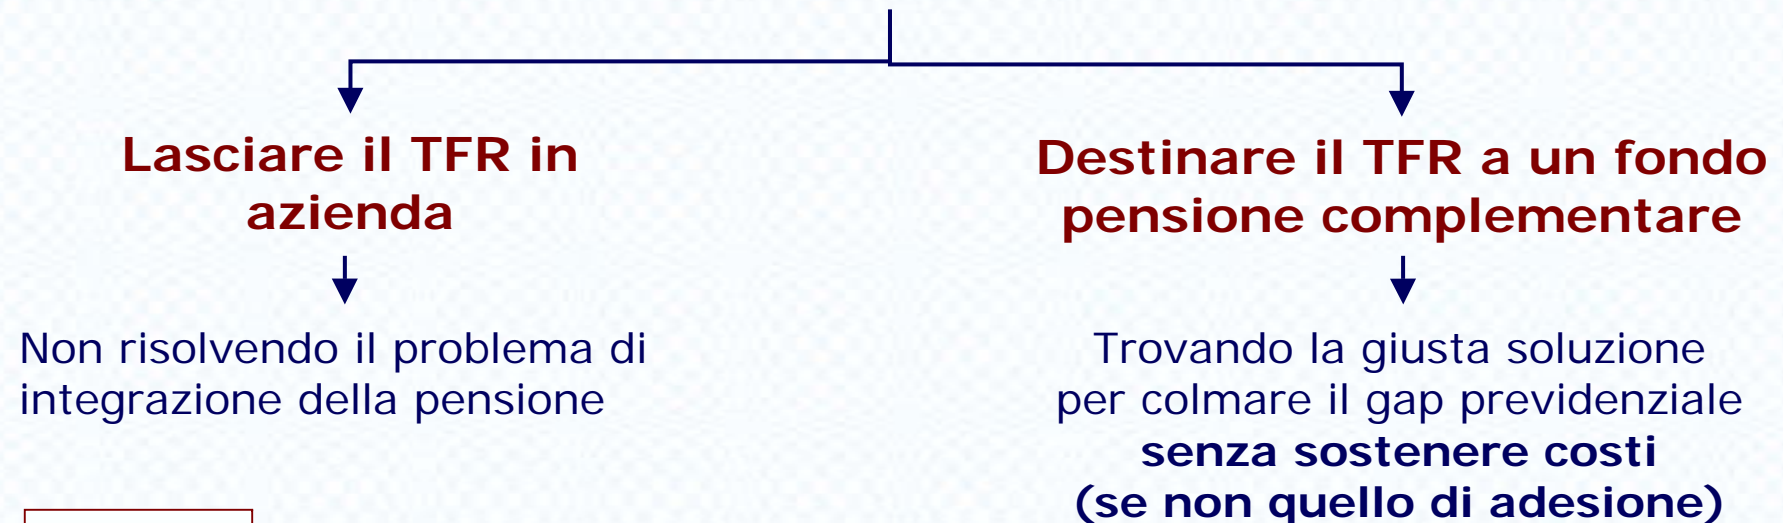 Lasciare il TFR in
azienda
Non risolvendo il problema di
integrazione della pensione
Destinare il TFR a un fondo
pensione complementare
Trovando la giusta soluzione
per colmare il gap previdenziale
senza sostenere costi
(se non quello di adesione)